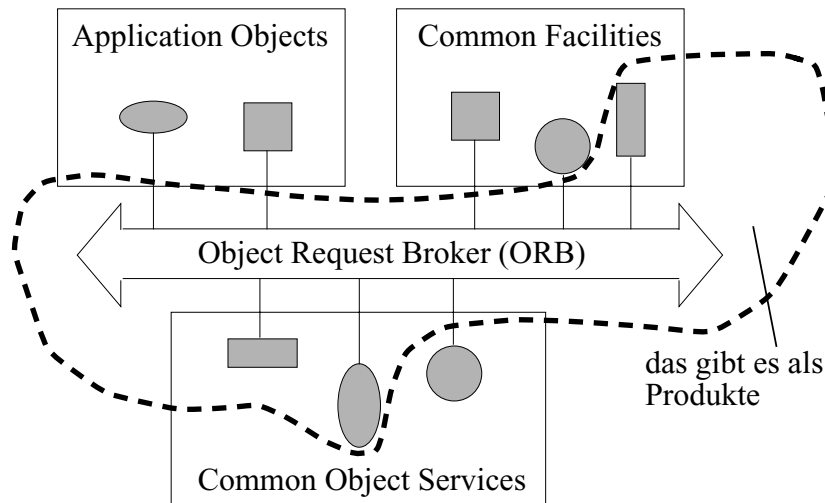 Application Objects
Common Facilities
Object Request Broker (ORB)
das gibt es als
Produkte
Common Object Services